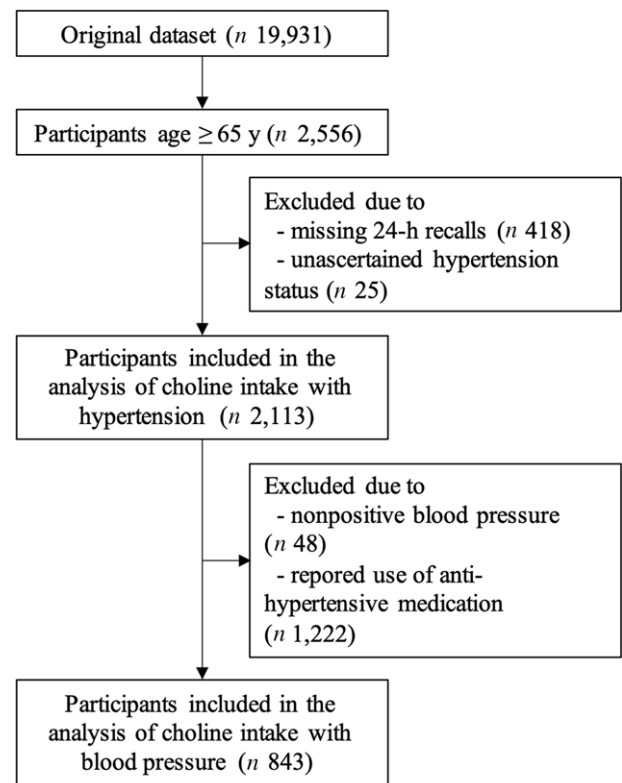 Original dataset (n 19,931)
Participants age ≥ 65 y (n 2,556)
Excluded due to
- missing 24-h recalls (n 418)
- unascertained hypertension
status (n 25)
Participants included in the
analysis of choline intake with
hypertension (n 2,113)
Excluded due to
- nonpositive blood pressure
(n 48)
- repored use of anti-
hypertensive medication
(n 1,222)
Participants included in the
analysis of choline intake with
blood pressure (n 843)